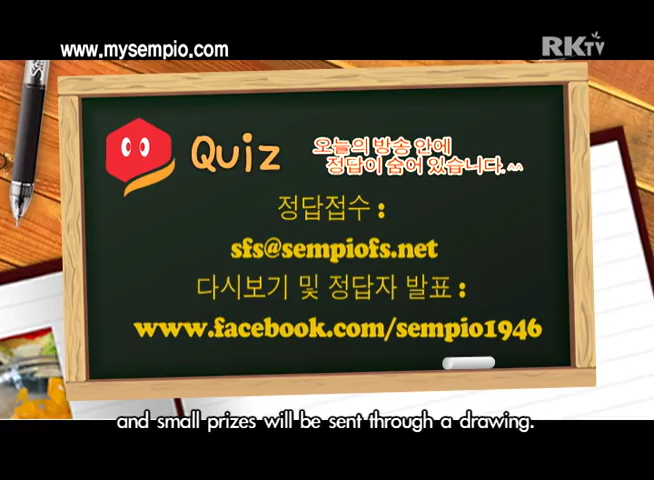 www.mysempio.com
RKTV
Quiz
오늘의 방송 안에
정답이 숨어 있습니다.^^
정답접수 :
sfs@sempiofs.net
다시보기 및 정답자 발표 :
www.facebook.com/sempio1946
and small prizes will be sent through a drawing.